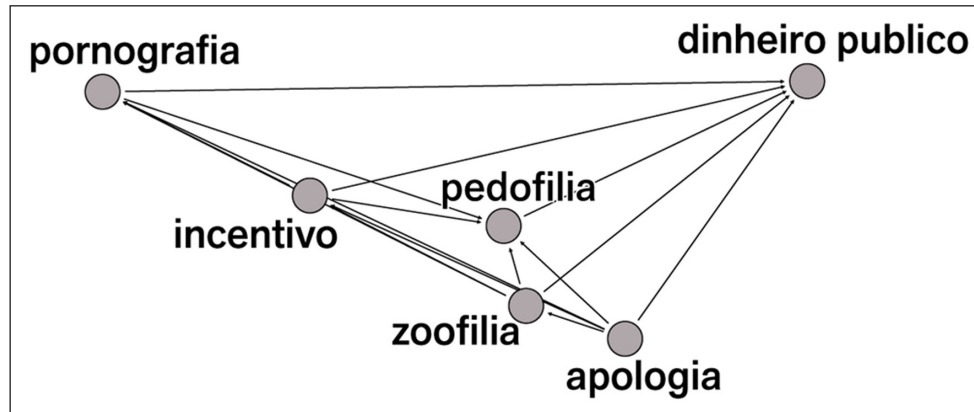 pornografia
dinheiro publico
pedofilia
incentivo
zoofilia
apologia